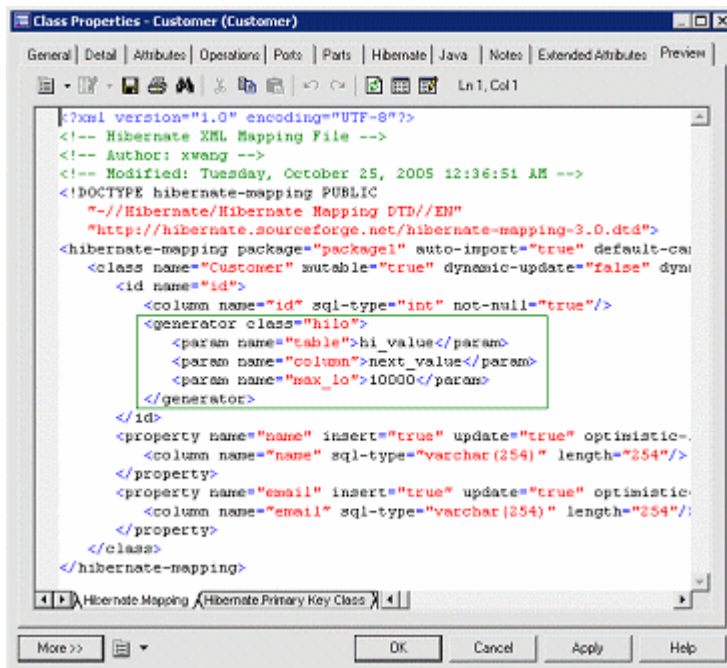 Class Properties - Customer (Customer)
General Detail Attributes Operations Ports Parts Hibernate Java Notes Extended Attributes Preview
Ln 1, Col 1
<?xml version="1.0" encoding="UTF-8"?>
<!-- Hibernate XML Mapping File -->
<!-- Author: xwang -->
<!-- Modified: Tuesday, October 25, 2005 12:36:51 AM -->
<!DOCTYPE hibernate-mapping PUBLIC
"-//Hibernate/Hibernate Mapping DTD//EN"
"http://hibernate.sourceforge.net/hibernate-mapping-3.0.dtd">
<hibernate-mapping package="package1" auto-import="true" default-cas
<class name="Customer" mutable="true" dynamic-update="false" dyna
<id name="id">
<column name="id" sql-type="int" not-null="true"/>
<generator class="hilo">
<param name="table">hi_value</param>
<param name="column">next_value</param>
<param name="max_lo">10000</param>
</generator>
</id>
<property name="name" insert="true" update="true" optimistic-
<column name="name" sql-type="varchar(254)" length="254"/>
</property>
<property name="email" insert="true" update="true" optimistic-
<column name="email" sql-type="varchar(254)" length="254"/>
</property>
</class>
</hibernate-mapping>
Hibernate Mapping Hibernate Primary Key Class
More >> OK Cancel Apply Help